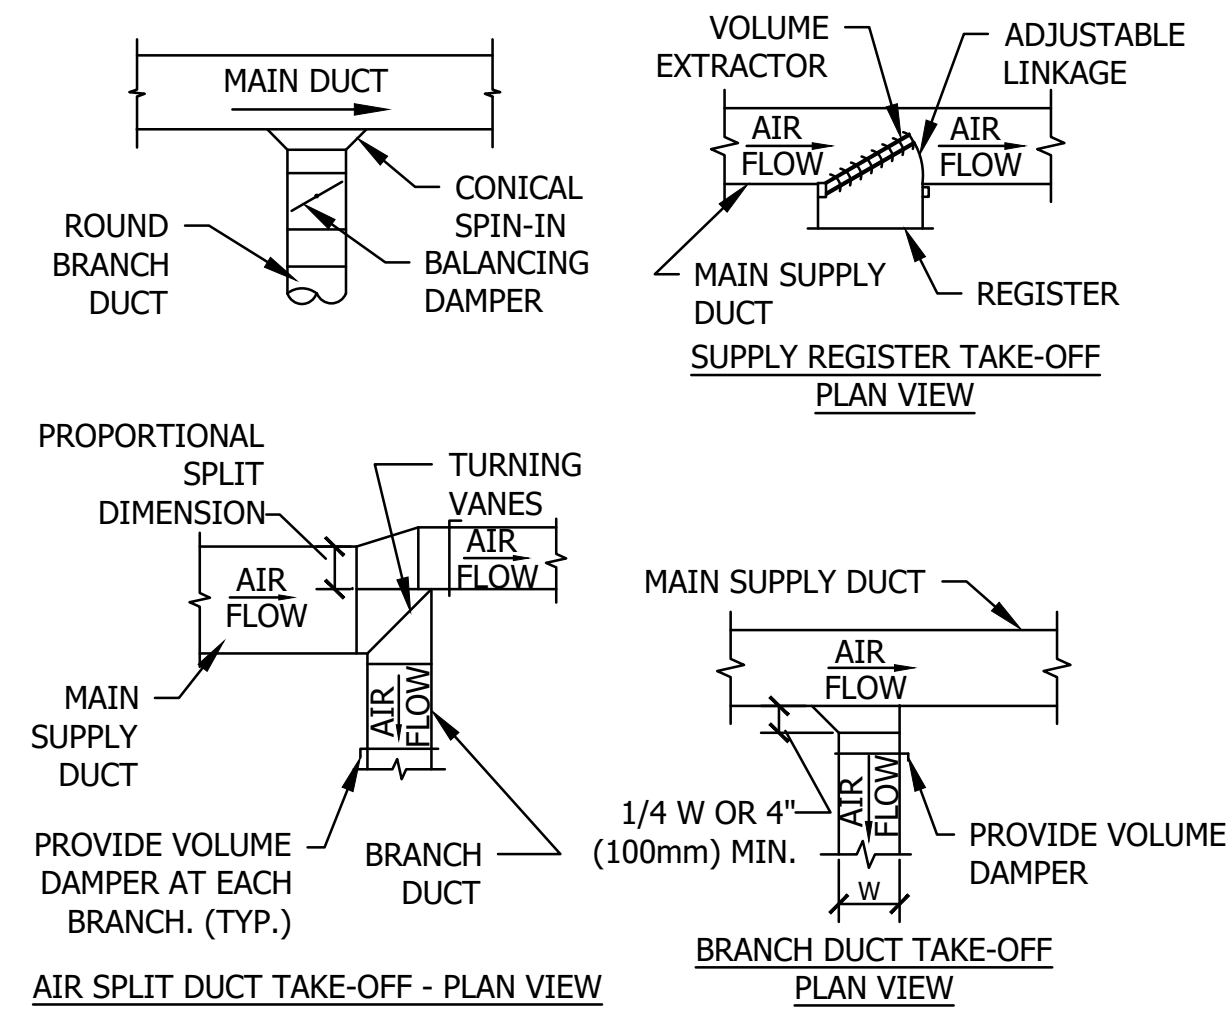 MAIN DUCT
CONICAL
SPIN-IN
ROUND
BRANCH
DUCT
BALANCING
DAMPER
VOLUME
EXTRACTOR
ADJUSTABLE
LINKAGE
AIR
FLOW
AIR
FLOW
MAIN SUPPLY
DUCT
REGISTER
SUPPLY REGISTER TAKE-OFF
PLAN VIEW
PROPORTIONAL
SPLIT
DIMENSION
TURNING
VANES
AIR
FLOW
AIR
FLOW
MAIN
SUPPLY
DUCT
AIR
FLOW
PROVIDE VOLUME
DAMPER AT EACH
BRANCH. (TYP.)
BRANCH
DUCT
AIR SPLIT DUCT TAKE-OFF - PLAN VIEW
MAIN SUPPLY DUCT
AIR
FLOW
1/4 W OR 4"
(100mm) MIN.
AIR
FLOW
PROVIDE VOLUME
DAMPER
W
BRANCH DUCT TAKE-OFF
PLAN VIEW